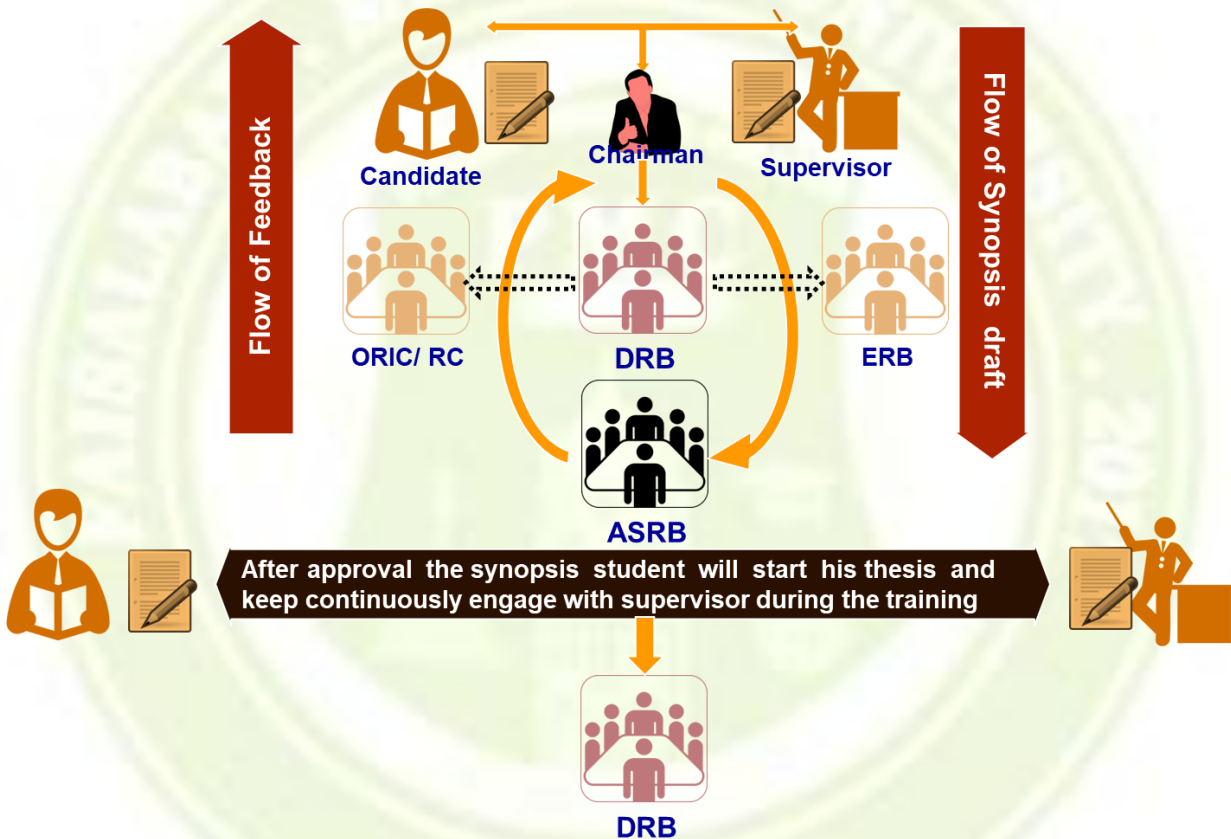 Flow of Feedback
Candidate
Chairman
Supervisor
Flow of Synopsis draft
ORIC/ RC
DRB
ERB
ASRB
After approval the synopsis student will start his thesis and
keep continuously engage with supervisor during the training
DRB